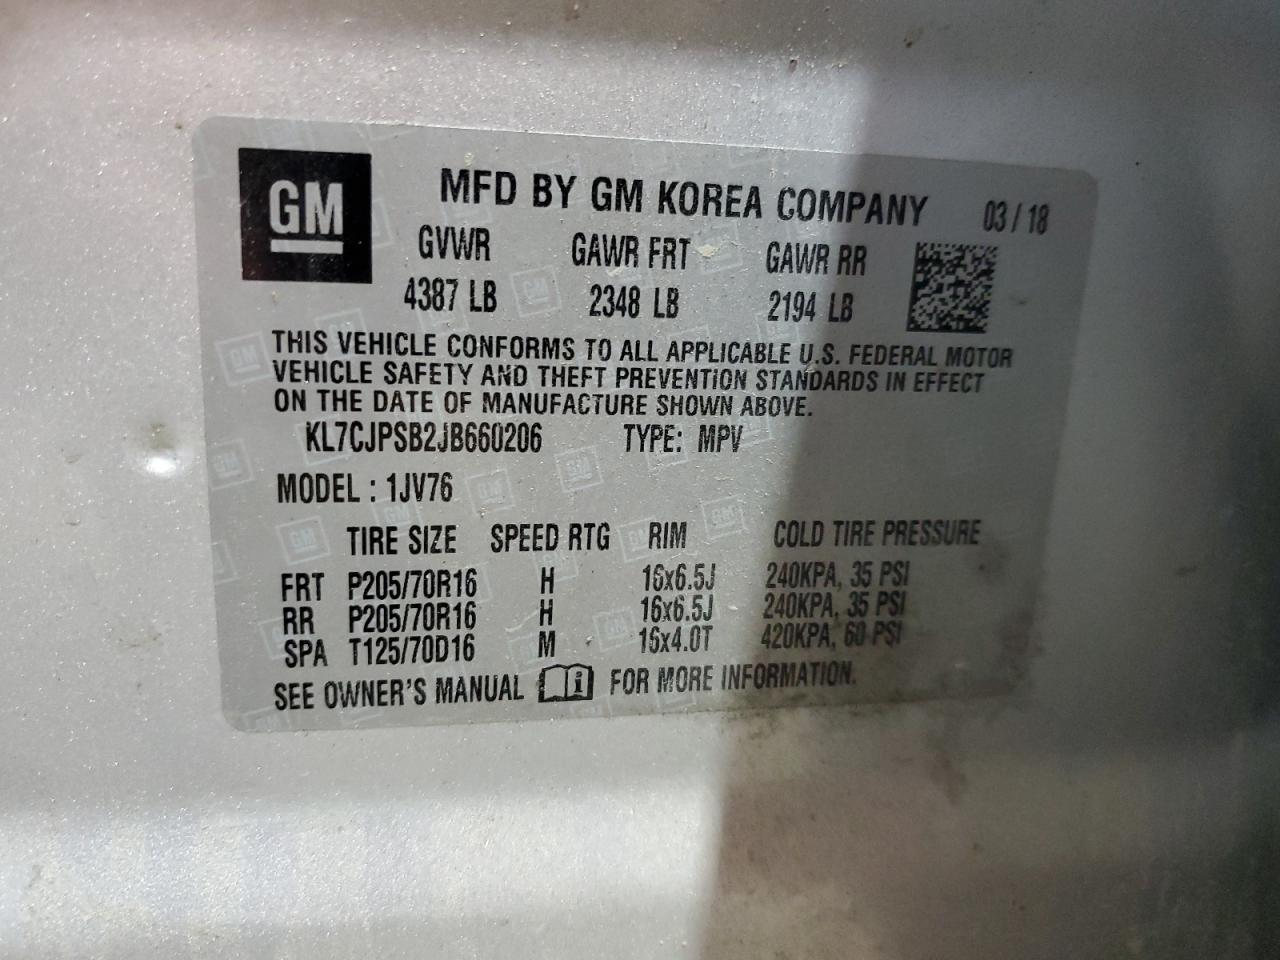 GM
MFD BY GM KOREA COMPANY 03/18
GVWR GAWR FRT GAWR RR
4387 LB 2348 LB 2194 LB
THIS VEHICLE CONFORMS TO ALL APPLICABLE U.S. FEDERAL MOTOR
VEHICLE SAFETY AND THEFT PREVENTION STANDARDS IN EFFECT
ON THE DATE OF MANUFACTURE SHOWN ABOVE.
KL7CJPSB2JB660206 TYPE: MPV
MODEL : 1JV76
TIRE SIZE SPEED RTG RIM COLD TIRE PRESSURE
FRT P205/70R16 H 16x6.5J 240KPA, 35 PSI
RR P205/70R16 H 16x6.5J 240KPA, 35 PSI
SPA T125/70D16 M 16x4.0T 420KPA, 60 PSI
SEE OWNER'S MANUAL FOR MORE INFORMATION.